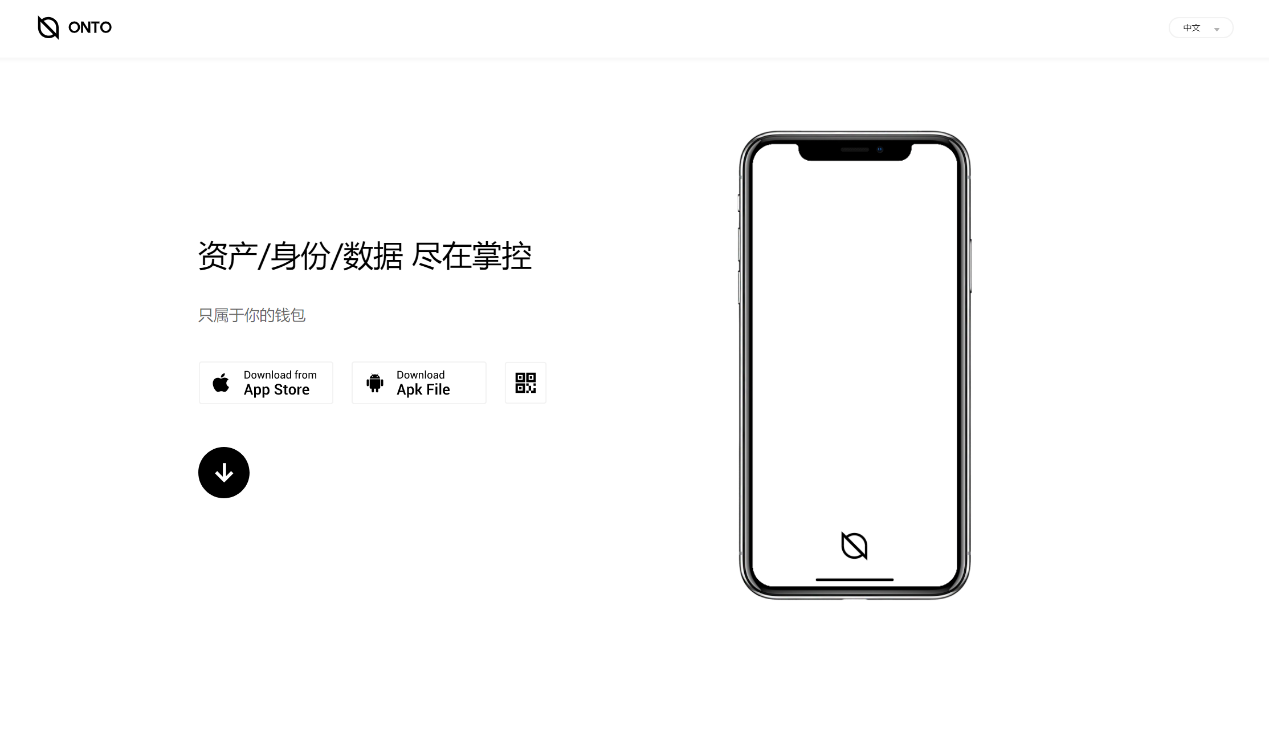 ONTO
中文
资产/身份/数据 尽在掌控
只属于你的钱包
Download from
App Store
Download
Apk File